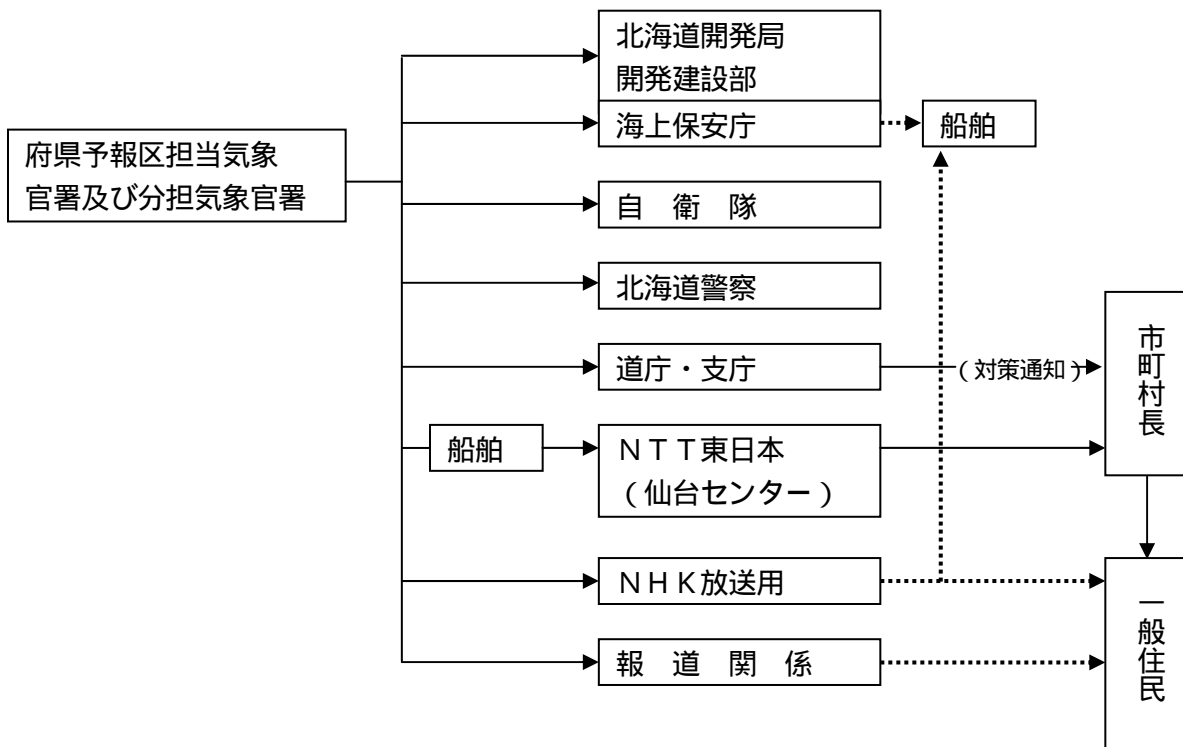 北海道開発局
開発建設部
海上保安庁
船舶
府県予報区担当気象
官署及び分担気象官署
自　衛　隊
北海道警察
道庁・支庁
（対策通知）
市町村長
船舶
ＮＴＴ東日本
（仙台センター）
ＮＨＫ放送用
一般住民
報　道　関　係